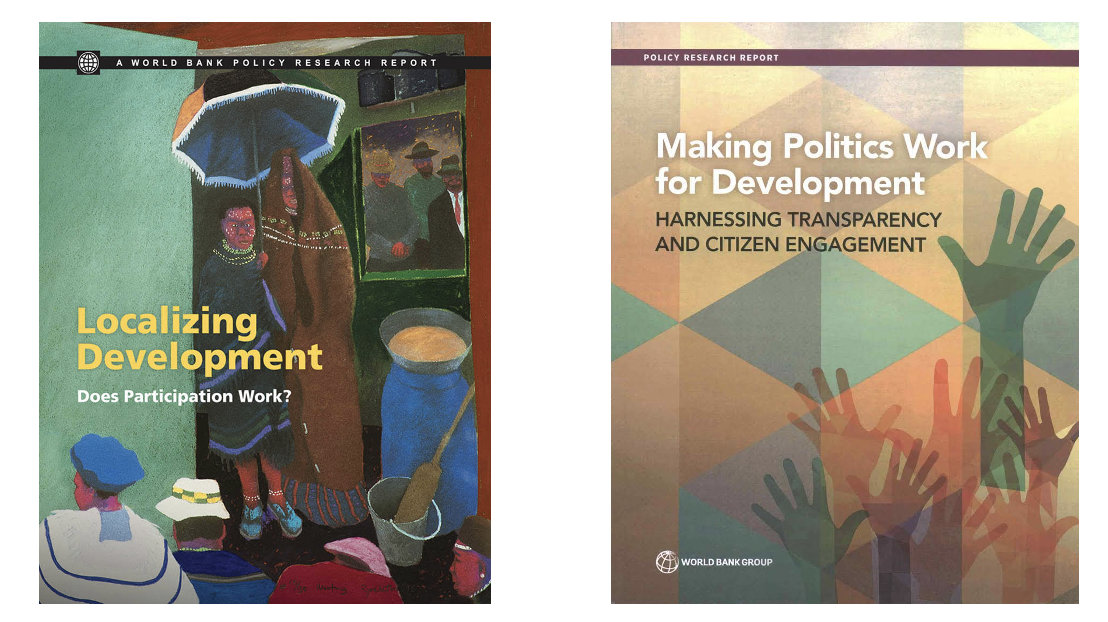 A WORLD BANK POLICY RESEARCH REPORT
Localizing
Development
Does Participation Work?
POLICY RESEARCH REPORT
Making Politics Work
for Development
HARNESSING TRANSPARENCY
AND CITIZEN ENGAGEMENT
WORLD BANK GROUP